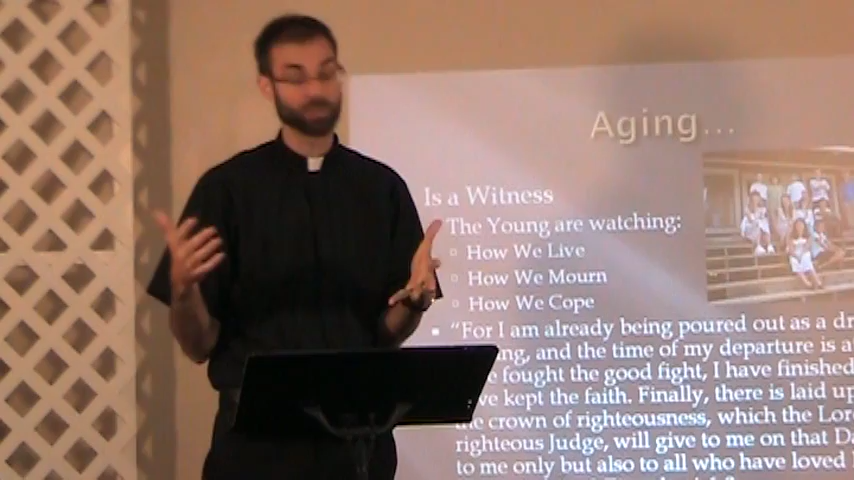 Aging...
Is a Witness
The Young are watching:
How We Live
How We Mourn
How We Cope
"For I am already being poured out as a
and the time of my departure is
fought the good fight, I have finished
kept the faith. Finally, there is laid up
crown of righteousness, which the
righteous Judge, will give to me on that
to me only but also to all who have loved